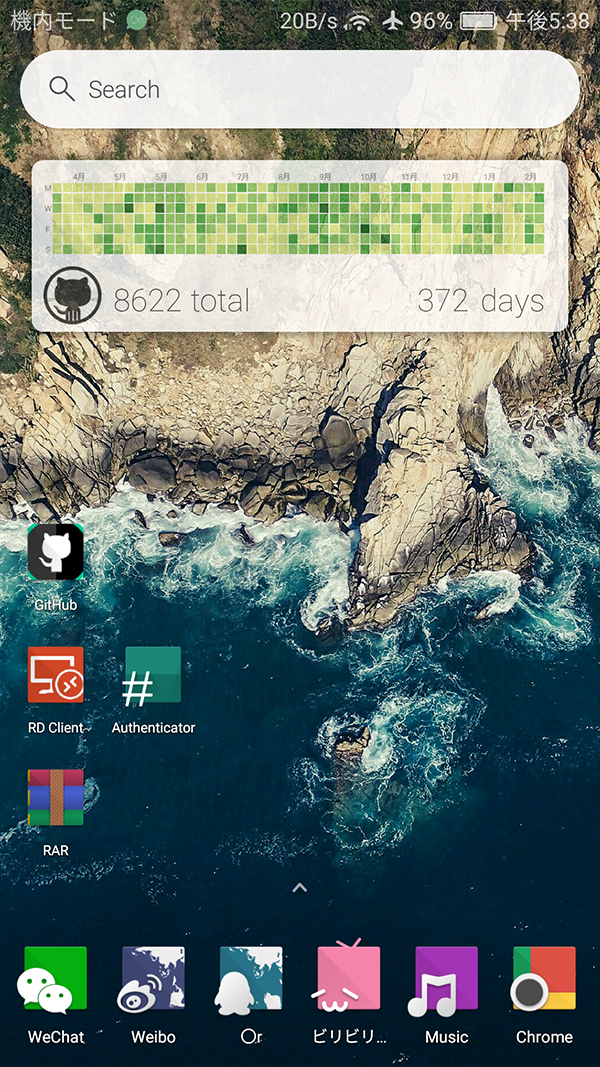 機内モード 20B/s 96% 午後5:38
Search
4月 5月 5月 6月 7月 8月 9月 10月 11月 12月 1月 2月
M
W
F
S
8622 total 372 days
GitHub
RD Client Authenticator
#
RAR
WeChat Weibo Qr ビリビリ... Music Chrome